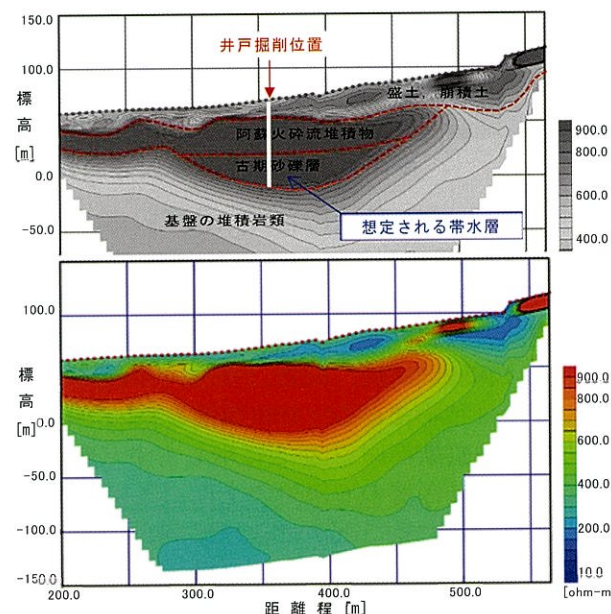 150.0
井戸掘削位置
100.0
盛土，崩積土
標高
[m]
50.0
阿蘇火砕流堆積物
古期砂礫層
0.0
基盤の堆積岩類
想定される帯水層
-50.0
900.0
800.0
600.0
400.0
100.0
50.0
標高
[m]
0.0
-50.0
-100.0
-150.0
900.0
800.0
600.0
400.0
200.0
10.0
[ohm-m
200.0
300.0
400.0
500.0
距離程 [m]